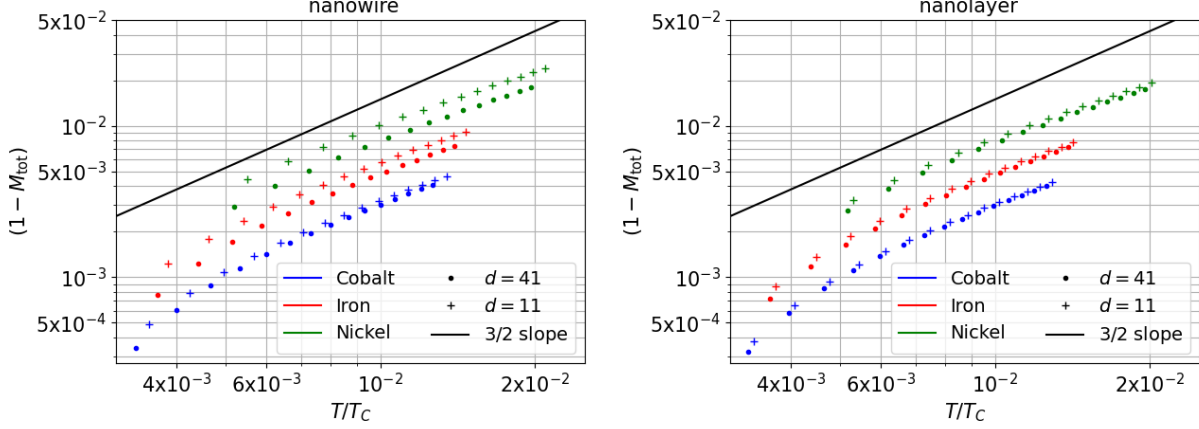 nanowire
5x10⁻²
10⁻²
5x10⁻³
10⁻³
5x10⁻⁴
(1 − M_tot)
Cobalt
Iron
Nickel
d = 41
d = 11
3/2 slope
4x10⁻³
6x10⁻³
10⁻²
2x10⁻²
T/T_C
nanolayer
5x10⁻²
10⁻²
5x10⁻³
10⁻³
5x10⁻⁴
(1 − M_tot)
Cobalt
Iron
Nickel
d = 41
d = 11
3/2 slope
4x10⁻³
6x10⁻³
10⁻²
2x10⁻²
T/T_C